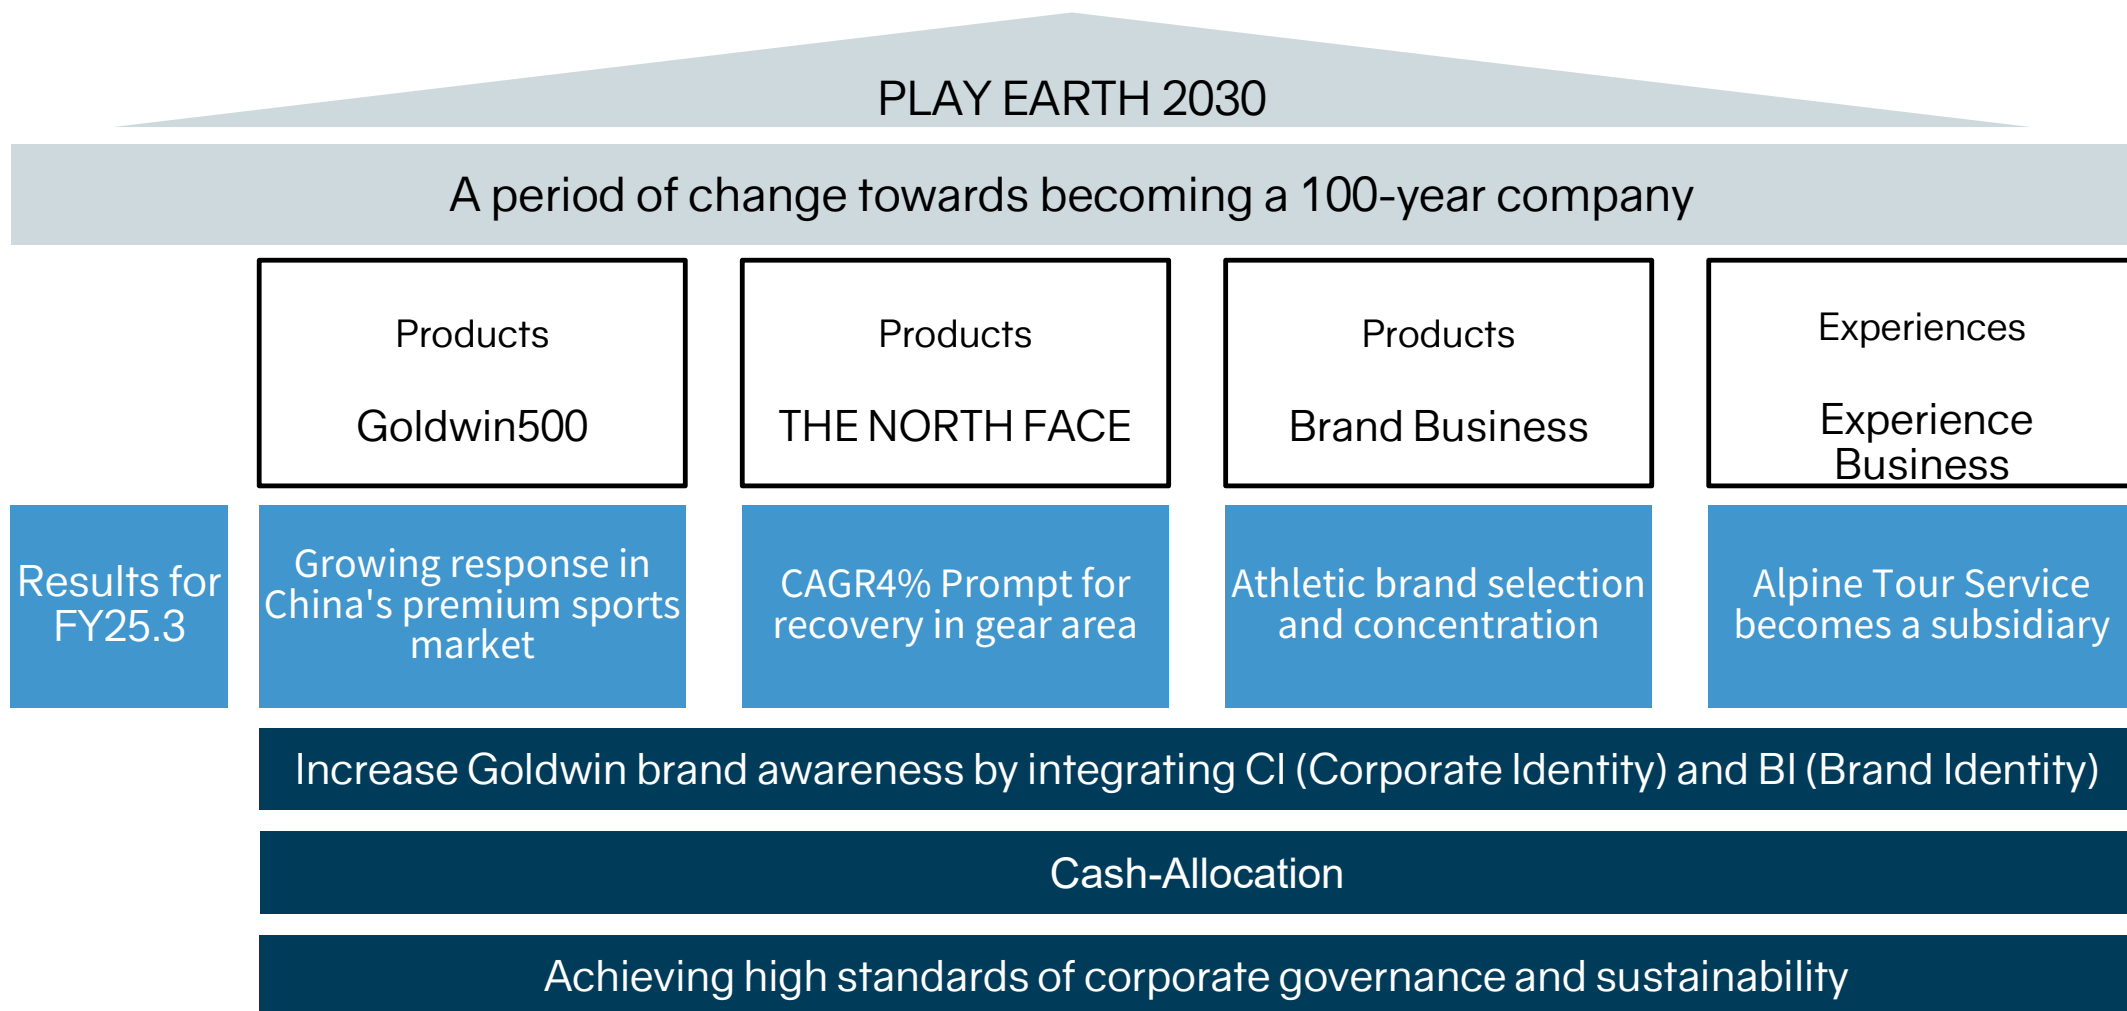 PLAY EARTH 2030
A period of change towards becoming a 100-year company
Products
Goldwin500
Products
THE NORTH FACE
Products
Brand Business
Experiences
Experience
Business
Results for
FY25.3
Growing response in
China's premium sports
market
CAGR4% Prompt for
recovery in gear area
Athletic brand selection
and concentration
Alpine Tour Service
becomes a subsidiary
Increase Goldwin brand awareness by integrating CI (Corporate Identity) and BI (Brand Identity)
Cash-Allocation
Achieving high standards of corporate governance and sustainability